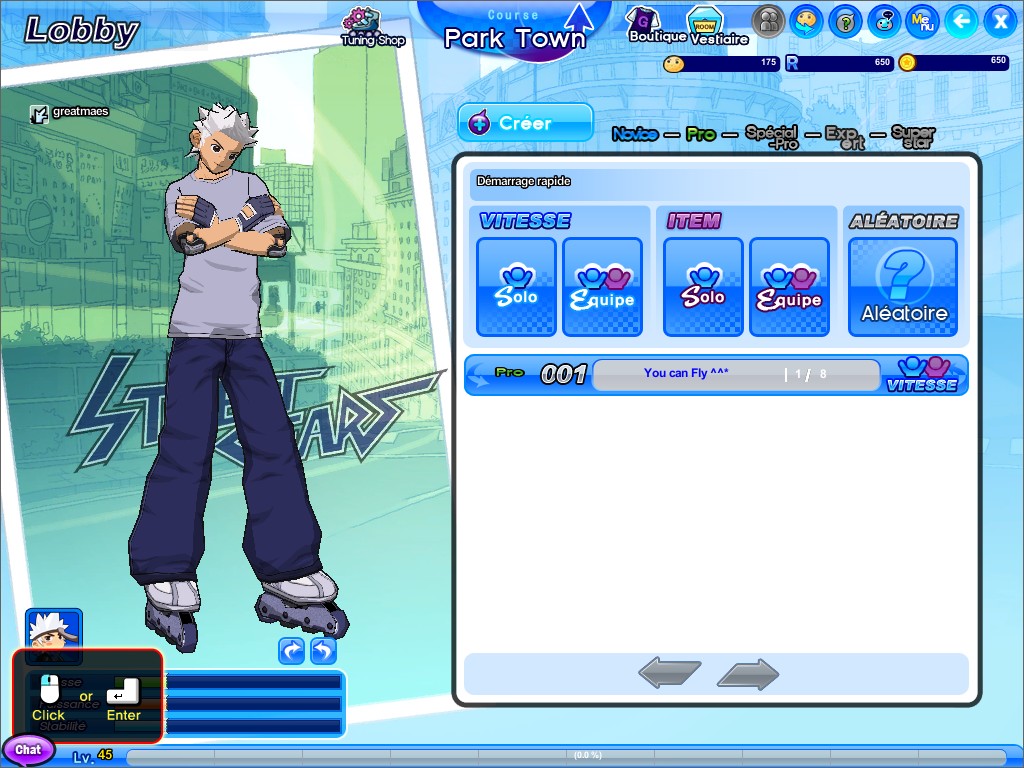 Lobby
Tuning Shop
Course
Park Town
G
Boutique
ROOM
Vestiaire
Menu
175
R
650
650
greatmaes
Créer
Novice — Pro — Spécial-Pro — Expert — Super star
Démarrage rapide
VITESSE
ITEM
ALÉATOIRE
Solo
Equipe
Solo
Equipe
?
Aléatoire
Pro
001
You can Fly ^^*
| 1 / 8
VITESSE
Puissance
Stabilité
Click
or
Enter
Chat
Lv. 45
(0.0 %)